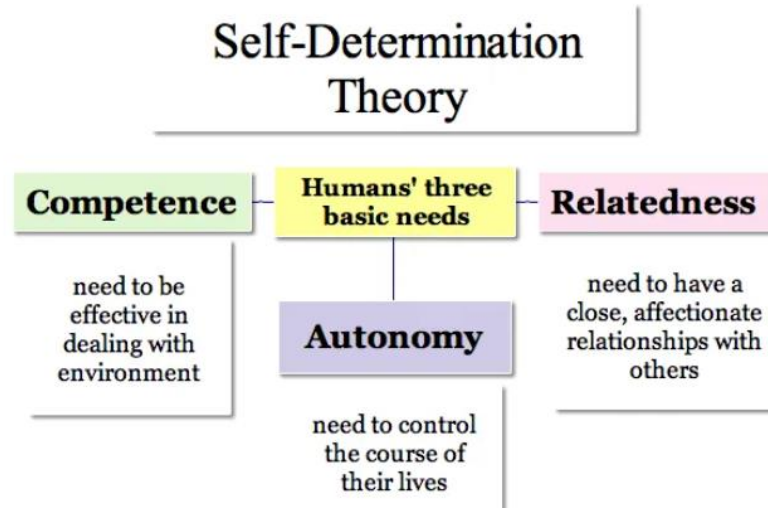 Self-Determination
Theory
Competence
Humans' three
basic needs
Relatedness
need to be
effective in
dealing with
environment
Autonomy
need to control
the course of
their lives
need to have a
close, affectionate
relationships with
others